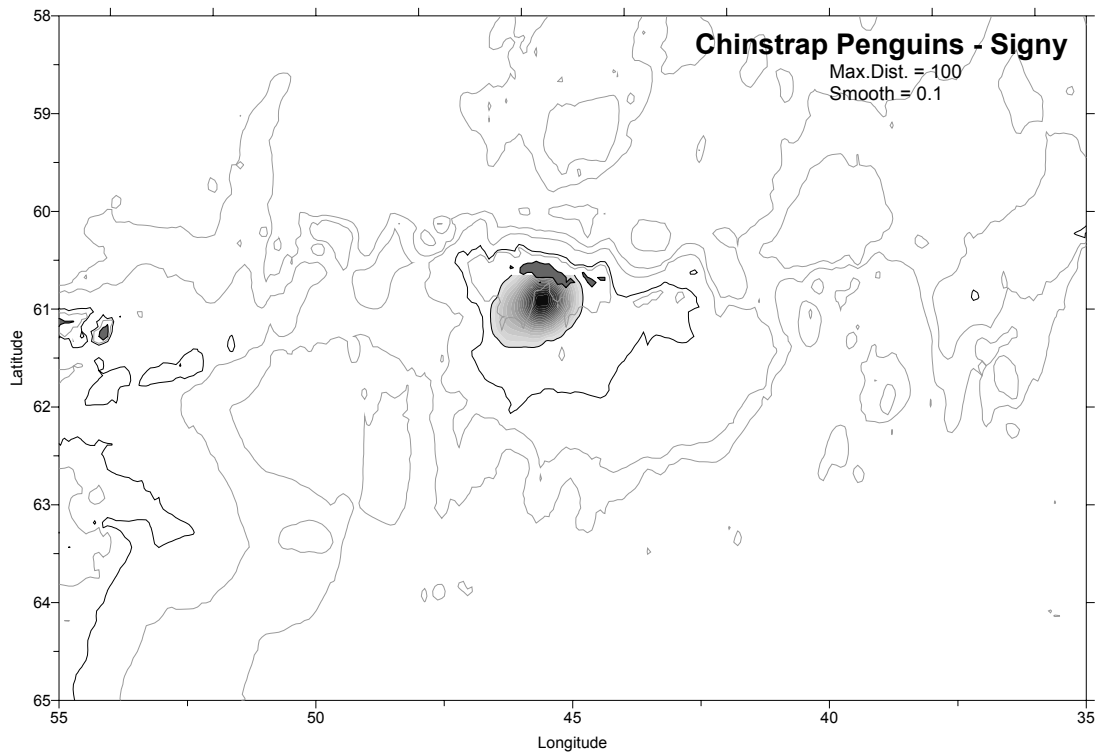 Chinstrap Penguins - Signy
Max.Dist. = 100
Smooth = 0.1
58
59
60
61
62
63
64
65
Latitude
55
50
45
40
35
Longitude